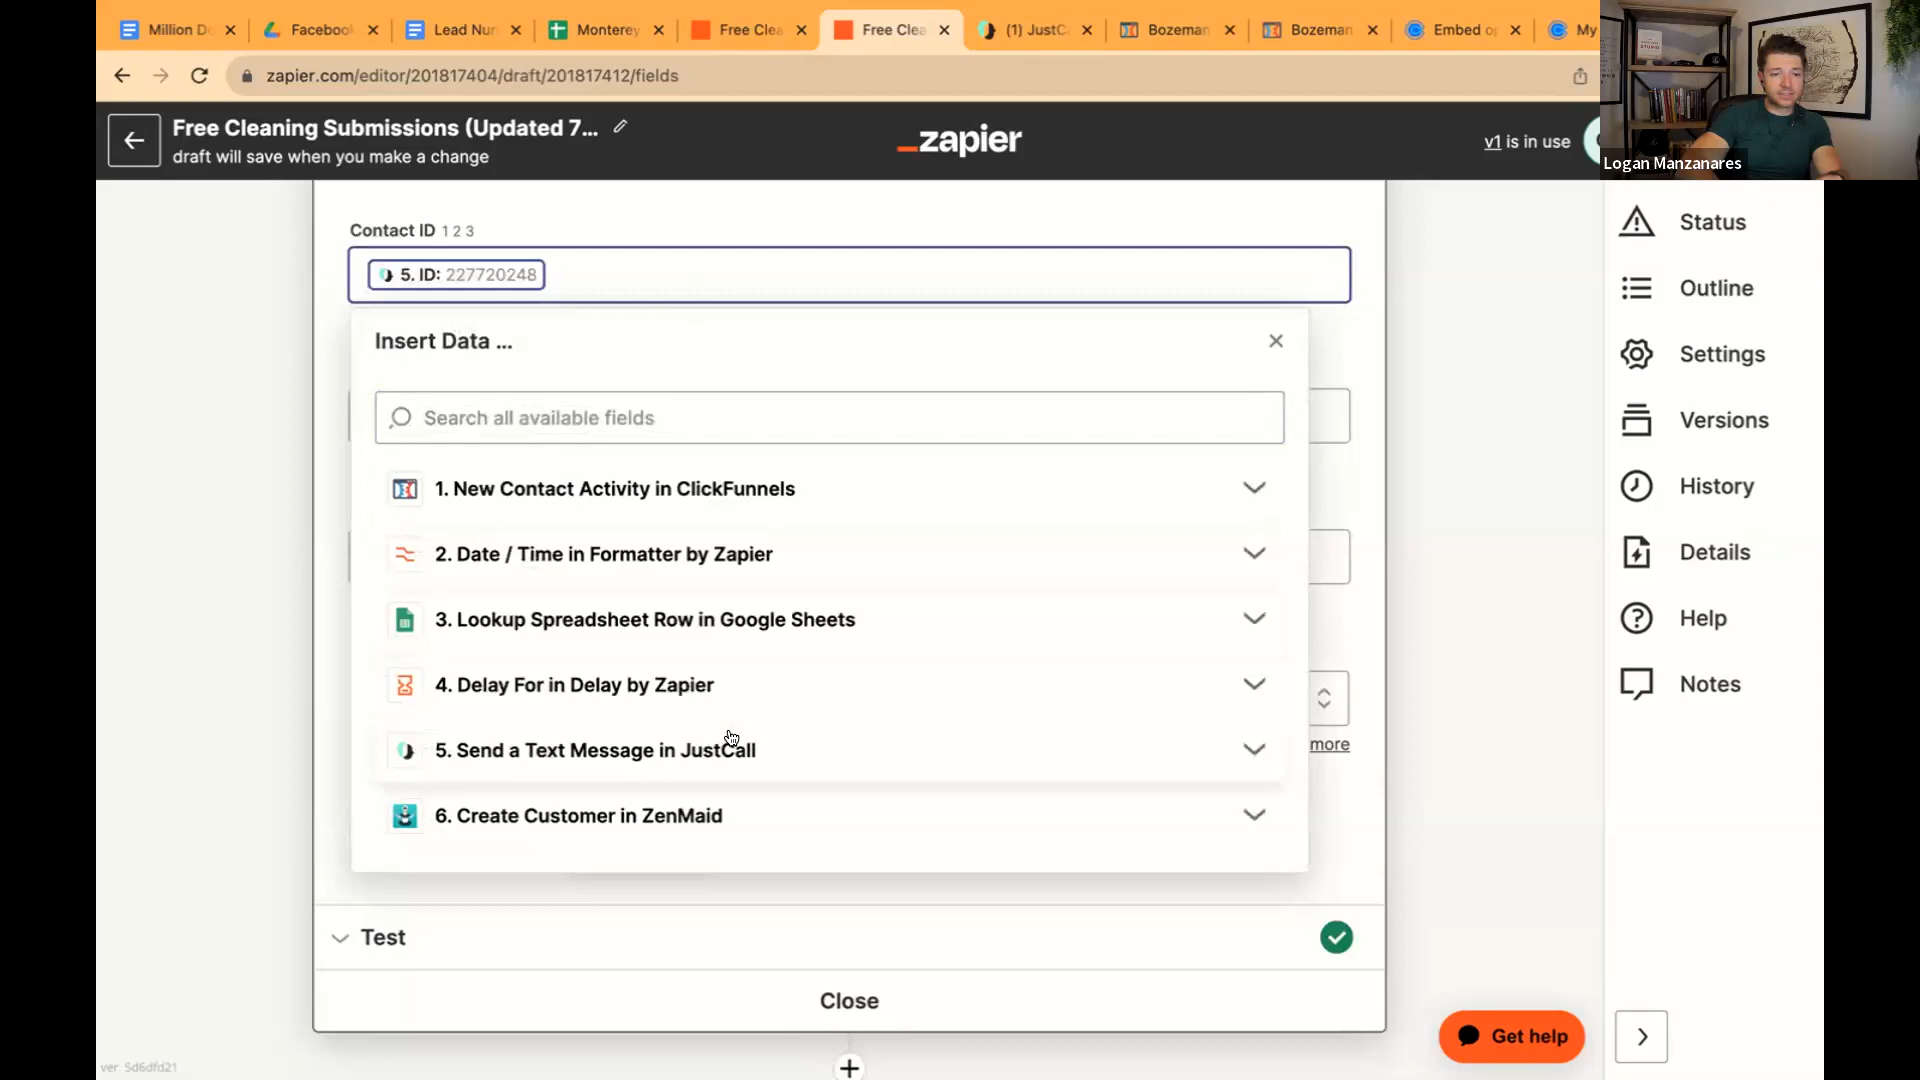 Million Do
Facebook
Lead Nur
Monterey
Free Clea
Free Clea
(1) JustCa
Bozeman
Bozeman
Embed op
My
zapier.com/editor/201817404/draft/201817412/fields
Free Cleaning Submissions (Updated 7...
draft will save when you make a change
zapier
v1 is in use
Logan Manzanares
Contact ID 1 2 3
5. ID: 227720248
Insert Data ...
Search all available fields
1. New Contact Activity in ClickFunnels
2. Date / Time in Formatter by Zapier
3. Lookup Spreadsheet Row in Google Sheets
4. Delay For in Delay by Zapier
5. Send a Text Message in JustCall
6. Create Customer in ZenMaid
more
Test
Close
Status
Outline
Settings
Versions
History
Details
Help
Notes
Get help
ver. 5d6dfd21